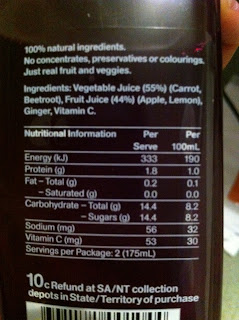 100% natural ingredients.
No concentrates, preservatives or colourings.
Just real fruit and veggies.
Ingredients: Vegetable Juice (55%) (Carrot,
Beetroot), Fruit Juice (44%) (Apple, Lemon),
Ginger, Vitamin C.
Nutritional Information Per Serve Per 100mL
Energy (kJ) 333 190
Protein (g) 1.8 1.0
Fat – Total (g) 0.2 0.1
– Saturated (g) 0.0 0.0
Carbohydrate – Total (g) 14.4 8.2
– Sugars (g) 14.4 8.2
Sodium (mg) 56 32
Vitamin C (mg) 53 30
Servings per Package: 2 (175mL)
10c Refund at SA/NT collection
depots in State/Territory of purchase